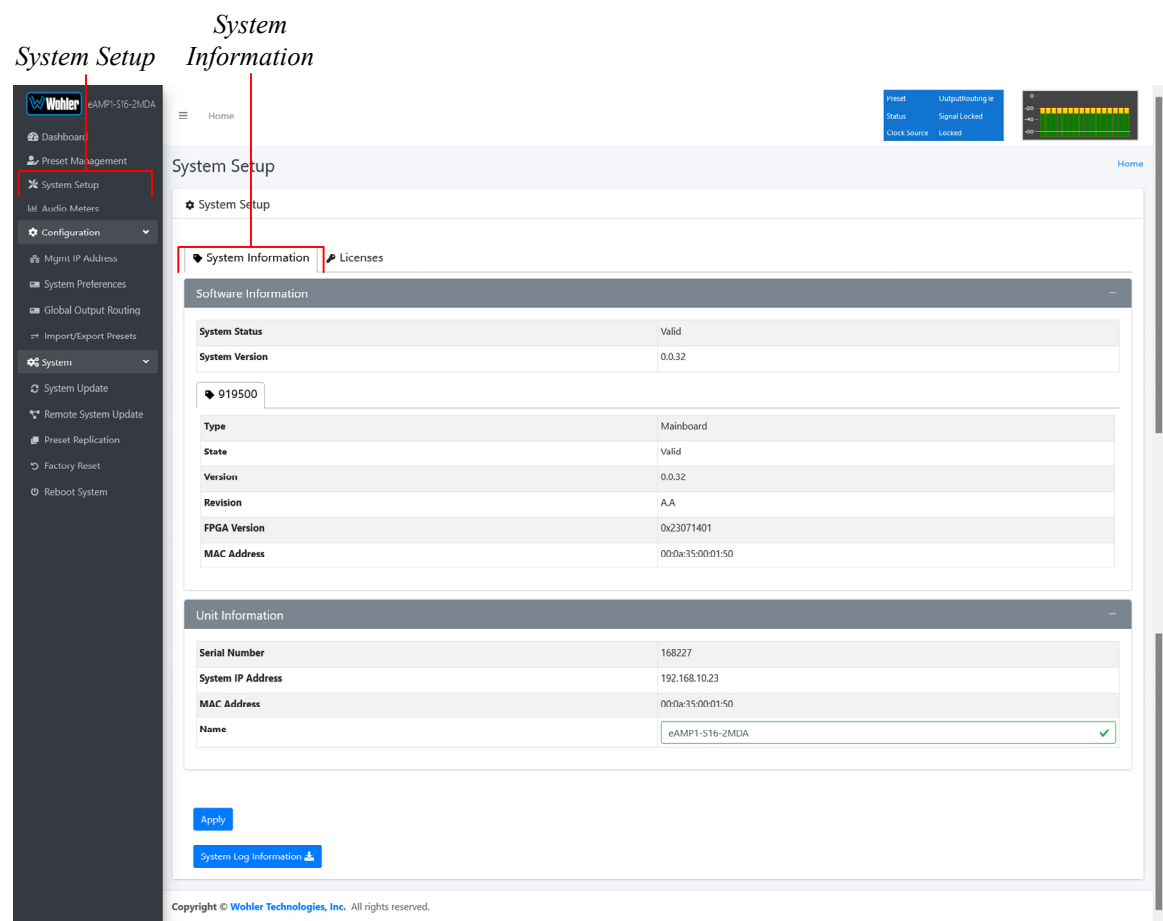 System Setup
System
Information
Wohler eAMP1-S16-2MDA
Home
Preset OutputRouting le
Status Signal Locked
Clock Source Locked
0
-20
-40
-60
Dashboard
Preset Management
System Setup
Audio Meters
Configuration
Mgmt IP Address
System Preferences
Global Output Routing
Import/Export Presets
System
System Update
Remote System Update
Preset Replication
Factory Reset
Reboot System
System Setup
Home
System Setup
System Information
Licenses
Software Information
System Status Valid
System Version 0.0.32
919500
Type Mainboard
State Valid
Version 0.0.32
Revision A.A
FPGA Version 0x23071401
MAC Address 00:0a:35:00:01:50
Unit Information
Serial Number 168227
System IP Address 192.168.10.23
MAC Address 00:0a:35:00:01:50
Name eAMP1-S16-2MDA
Apply
System Log Information
Copyright © Wohler Technologies, Inc. All rights reserved.